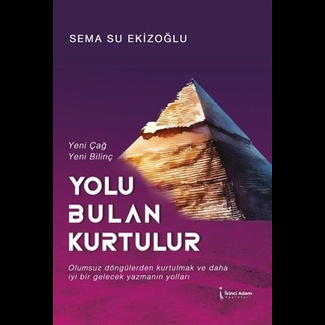 SEMA SU EKİZOĞLU
Yeni Çağ
Yeni Bilinç
YOLU
BULAN
KURTULUR
Olumsuz döngülerden kurtulmak ve daha
iyi bir gelecek yazmanın yolları
İkinci Adam
Yayınları